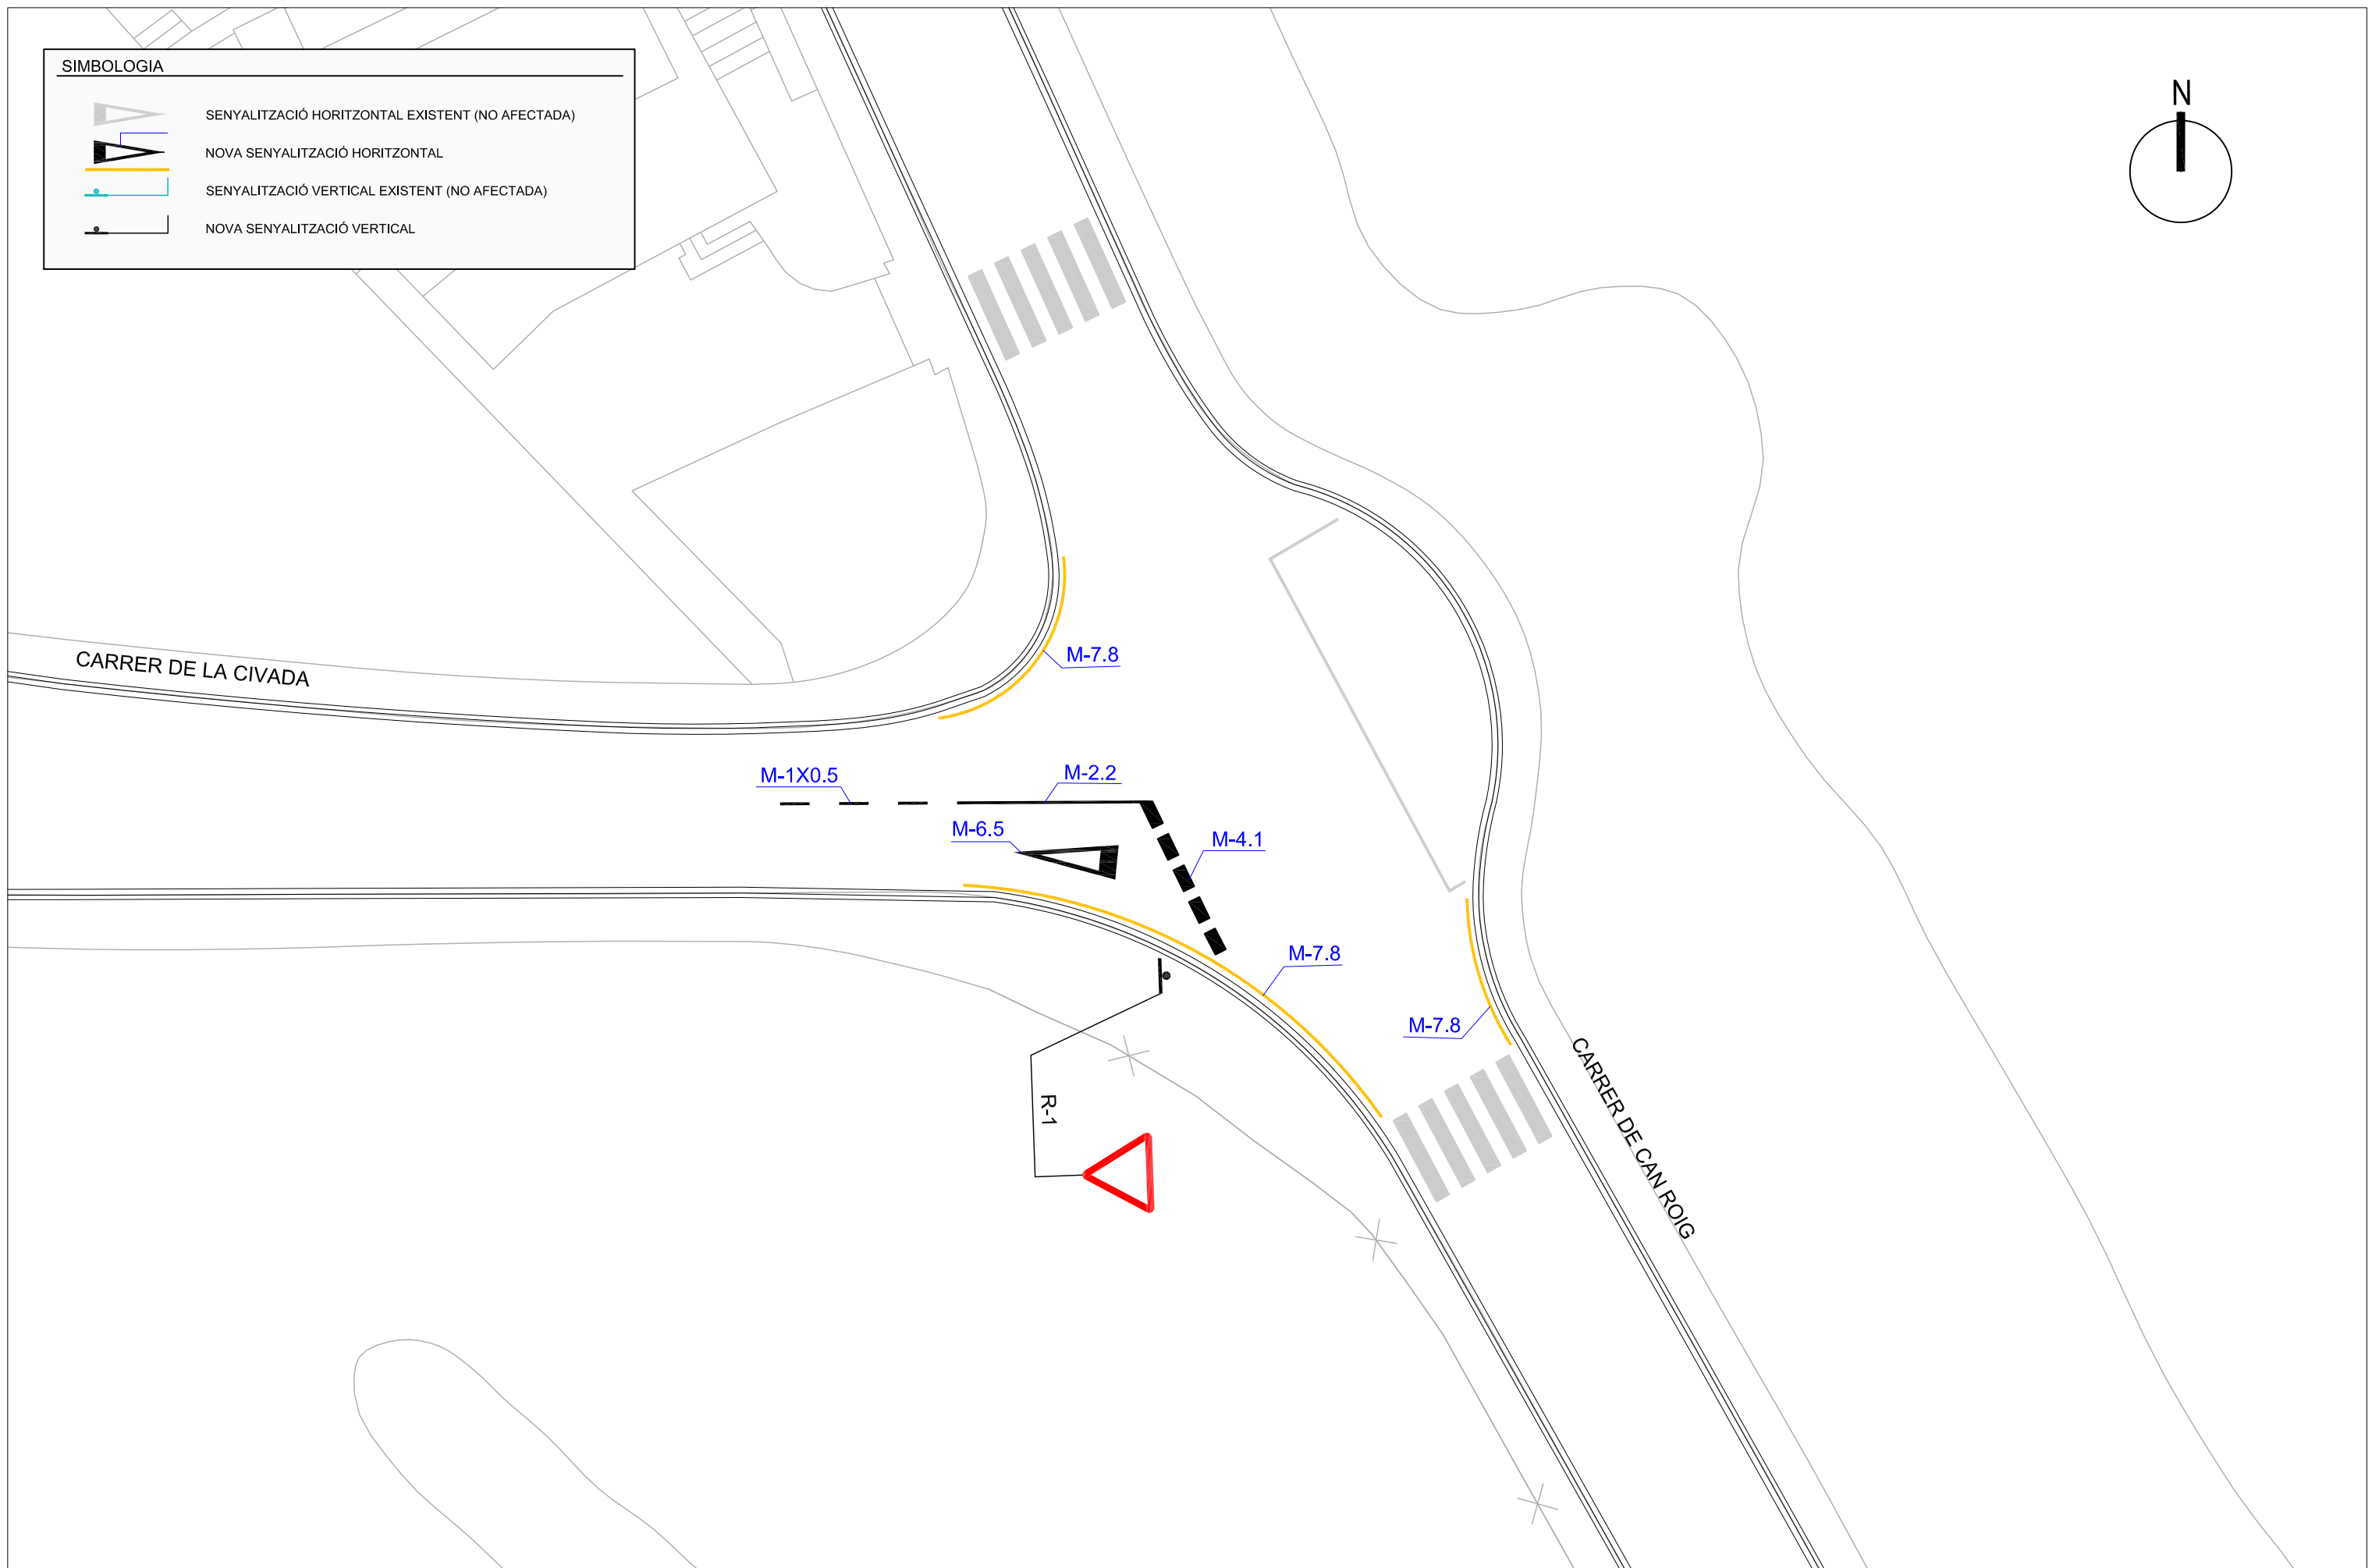 SIMBOLOGIA
SENYALITZACIÓ HORITZONTAL EXISTENT (NO AFECTADA)
NOVA SENYALITZACIÓ HORITZONTAL
SENYALITZACIÓ VERTICAL EXISTENT (NO AFECTADA)
NOVA SENYALITZACIÓ VERTICAL
N
CARRER DE LA CIVADA
M-7.8
M-1X0.5
M-2.2
M-6.5
M-4.1
M-7.8
M-7.8
R-1
CARRER DE CAN ROIG